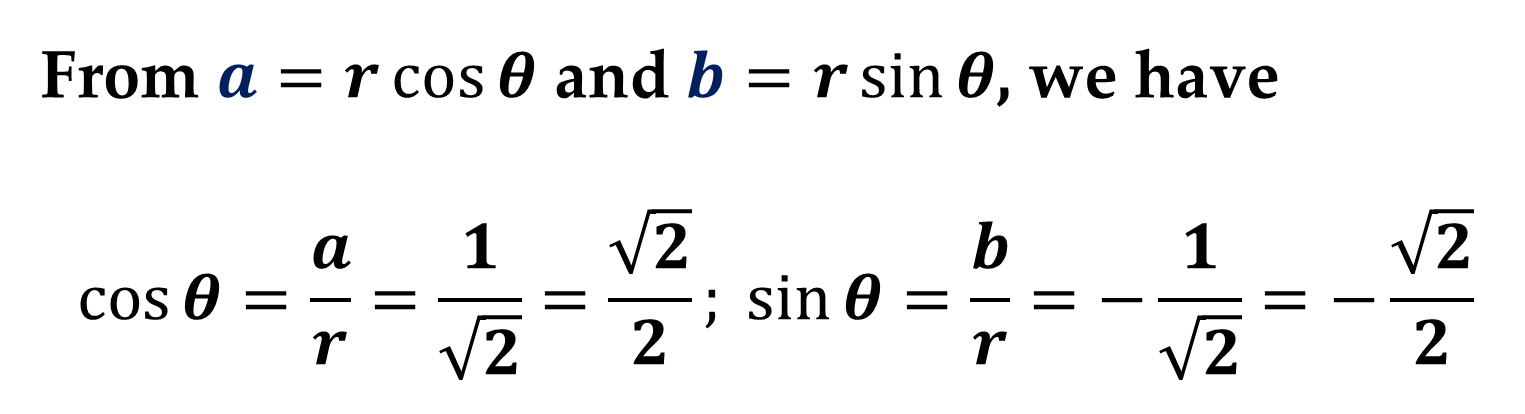 From a = r cos θ and b = r sin θ, we have
cos θ = a/r = 1/√2 = √2/2; sin θ = b/r = −1/√2 = −√2/2